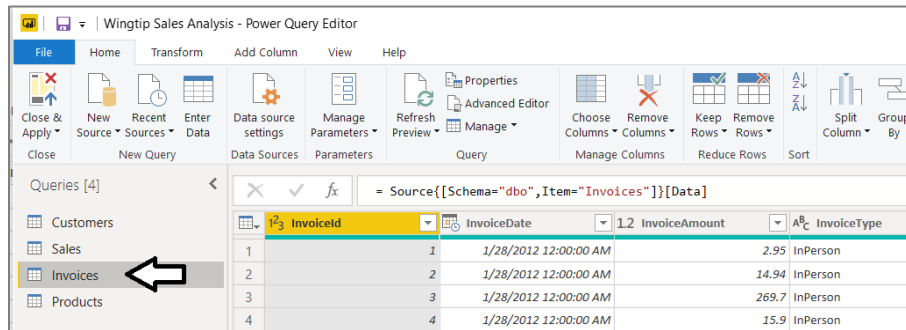 Wingtip Sales Analysis - Power Query Editor
File Home Transform Add Column View Help
Close & Apply
New Source
Recent Sources
Enter Data
Data source settings
Manage Parameters
Refresh Preview
Properties
Advanced Editor
Manage
Choose Columns
Remove Columns
Keep Rows
Remove Rows
Split Column
Group By
Close New Query Data Sources Parameters Query Manage Columns Reduce Rows Sort
Queries [4]
fx = Source{[Schema="dbo",Item="Invoices"]}[Data]
Customers
Sales
Invoices
Products
1²3 InvoiceId InvoiceDate 1.2 InvoiceAmount ABC InvoiceType
1 1 1/28/2012 12:00:00 AM 2.95 InPerson
2 2 1/28/2012 12:00:00 AM 14.94 InPerson
3 3 1/28/2012 12:00:00 AM 269.7 InPerson
4 4 1/28/2012 12:00:00 AM 15.9 InPerson